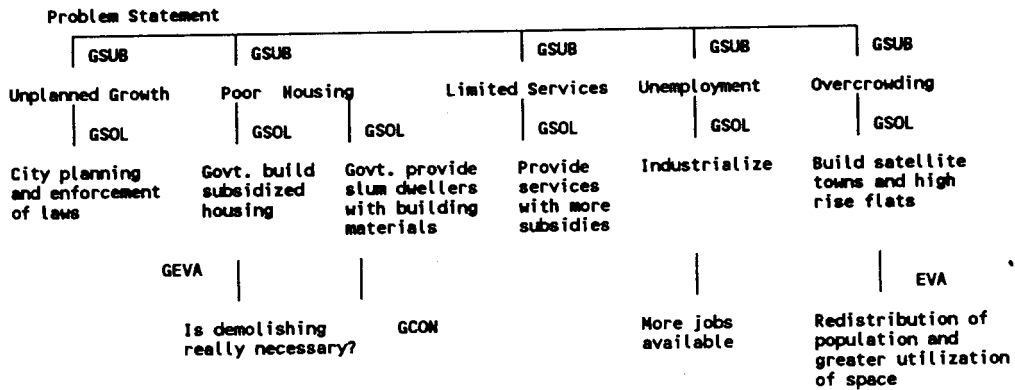 Problem Statement
GSUB GSUB GSUB GSUB GSUB
Unplanned Growth Poor Housing Limited Services Unemployment Overcrowding
GSOL GSOL GSOL GSOL GSOL GSOL
City planning
and enforcement
of laws
Govt. build
subsidized
housing
Govt. provide
slum dwellers
with building
materials
Provide
services
with more
subsidies
Industrialize
Build satellite
towns and high
rise flats
GEVA
EVA
Is demolishing
really necessary?
GCON
More jobs
available
Redistribution of
population and
greater utilization
of space